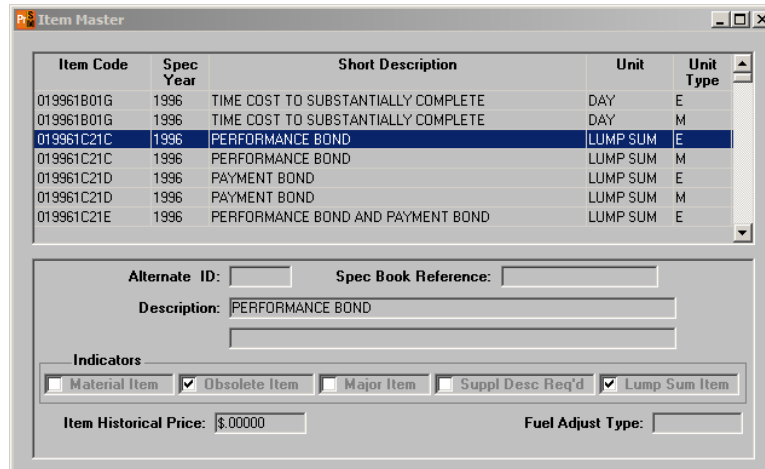 Item Master
Item Code Spec Year Short Description Unit Unit Type
019961B01G 1996 TIME COST TO SUBSTANTIALLY COMPLETE DAY E
019961B01G 1996 TIME COST TO SUBSTANTIALLY COMPLETE DAY M
019961C21C 1996 PERFORMANCE BOND LUMP SUM E
019961C21C 1996 PERFORMANCE BOND LUMP SUM M
019961C21D 1996 PAYMENT BOND LUMP SUM E
019961C21D 1996 PAYMENT BOND LUMP SUM M
019961C21E 1996 PERFORMANCE BOND AND PAYMENT BOND LUMP SUM E
Alternate ID: Spec Book Reference:
Description: PERFORMANCE BOND
Indicators
Material Item Obsolete Item Major Item Suppl Desc Req'd Lump Sum Item
Item Historical Price: $.00000 Fuel Adjust Type: